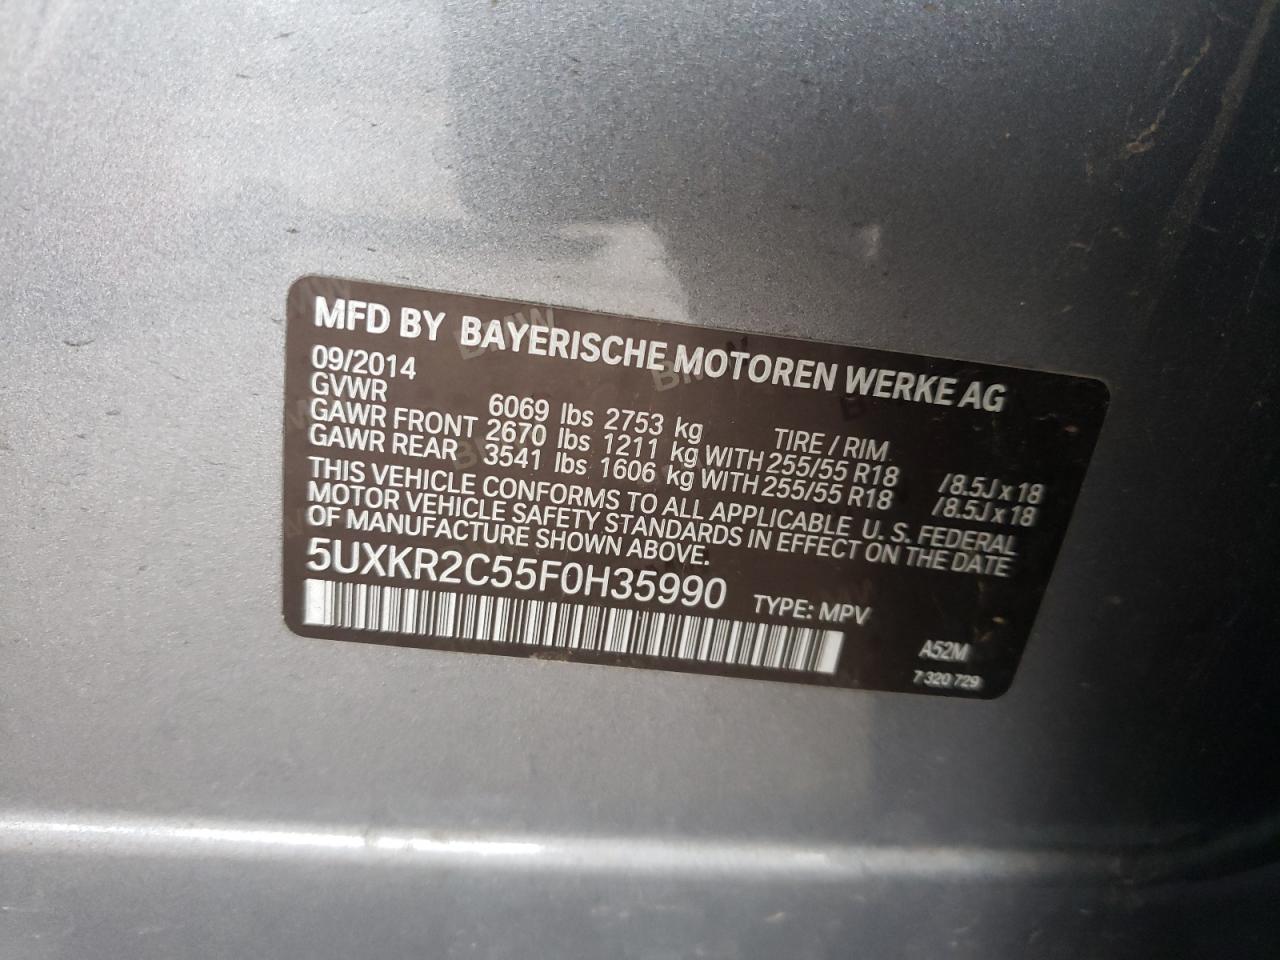 MFD BY BAYERISCHE MOTOREN WERKE AG
09/2014
GVWR 6069 lbs 2753 kg TIRE / RIM
GAWR FRONT 2670 lbs 1211 kg WITH 255/55 R18 /8.5J x 18
GAWR REAR 3541 lbs 1606 kg WITH 255/55 R18 /8.5J x 18
THIS VEHICLE CONFORMS TO ALL APPLICABLE U. S. FEDERAL
MOTOR VEHICLE SAFETY STANDARDS IN EFFECT ON THE DATE
OF MANUFACTURE SHOWN ABOVE.
5UXKR2C55F0H35990 TYPE: MPV
A52M
7 320 729